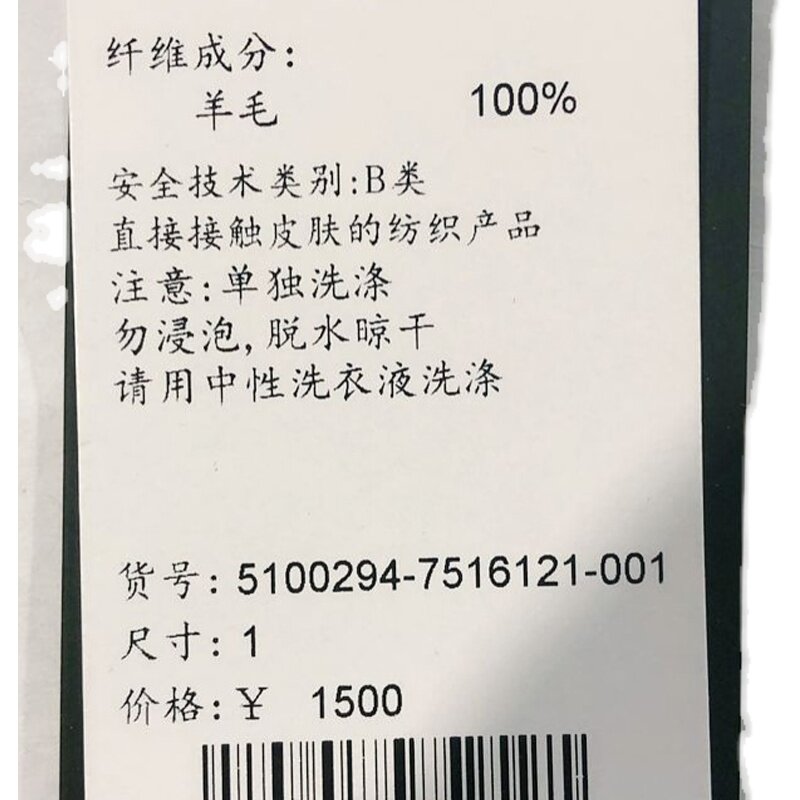 纤维成分:
羊毛 100%
安全技术类别:B类
直接接触皮肤的纺织产品
注意:单独洗涤
勿浸泡,脱水晾干
请用中性洗衣液洗涤
货号: 5100294-7516121-001
尺寸: 1
价格:¥ 1500